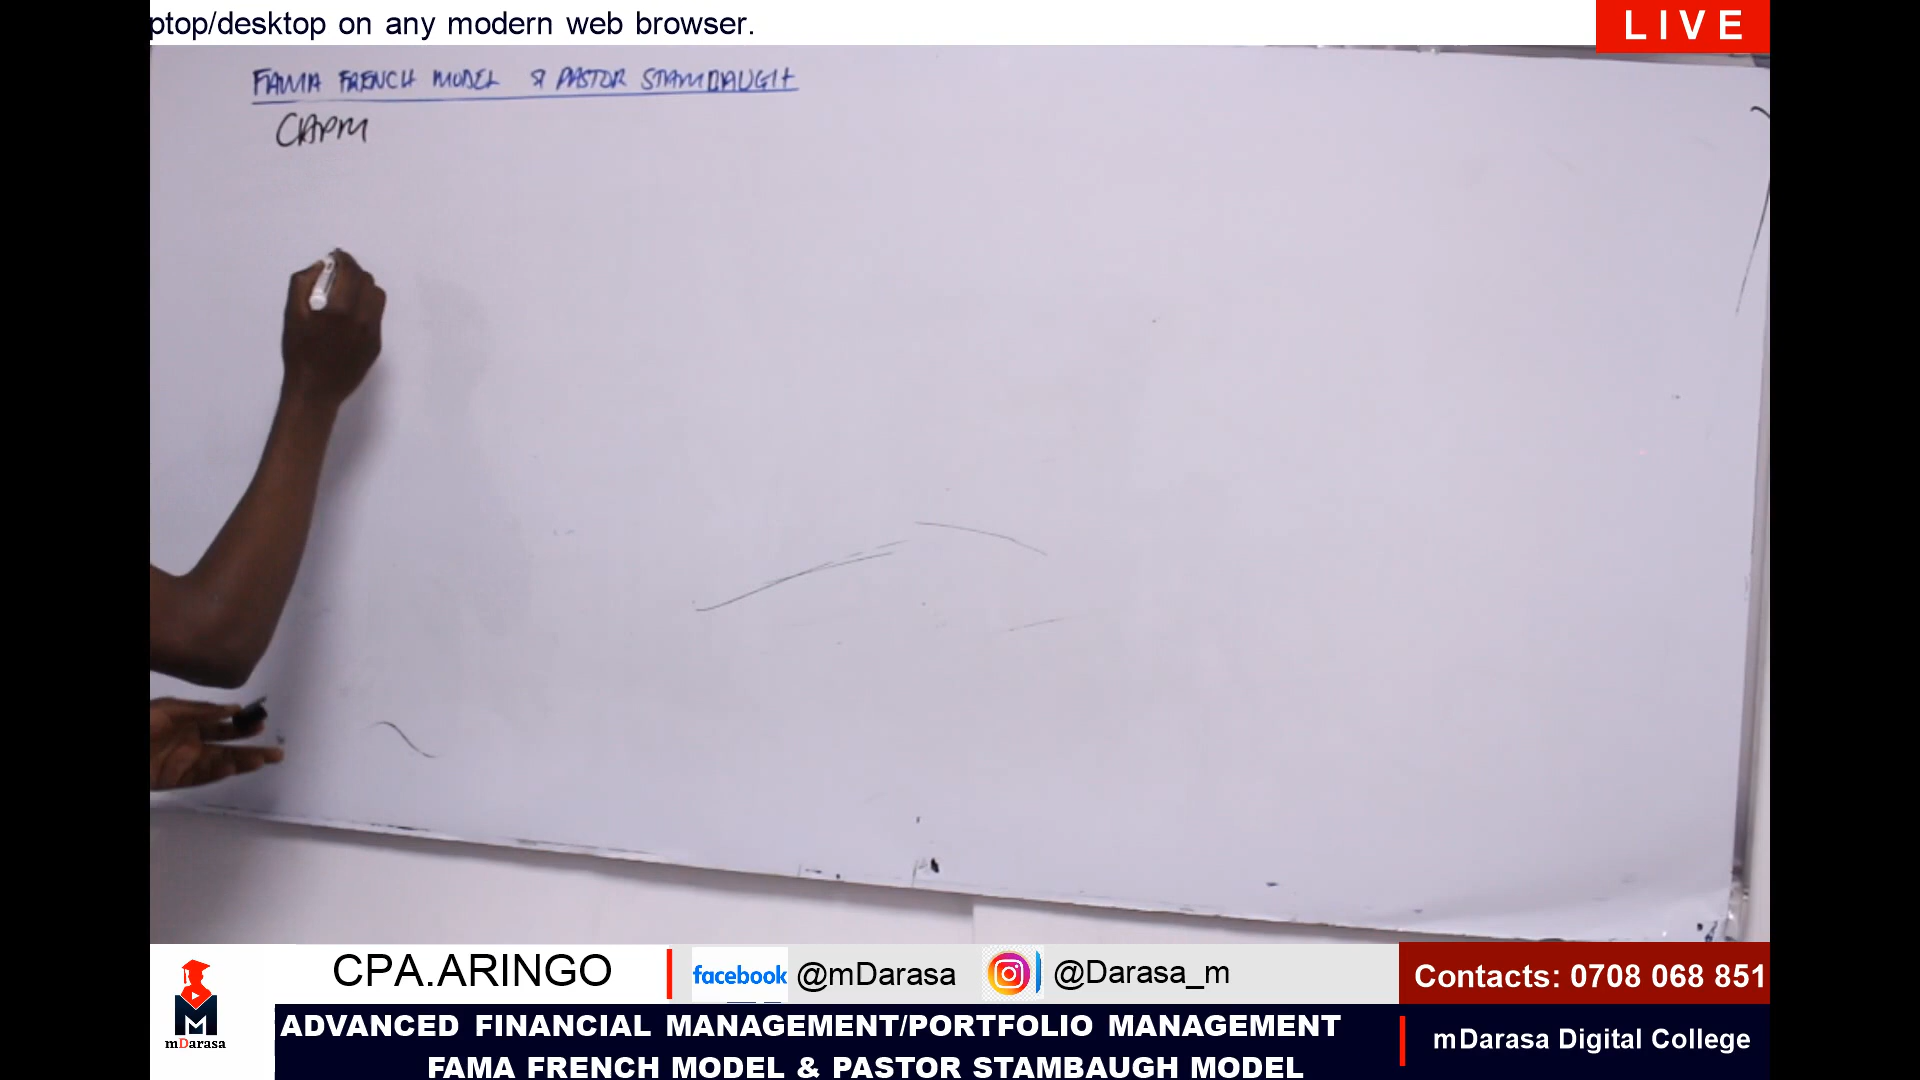 ptop/desktop on any modern web browser.
LIVE
FAMA FRENCH MODEL & PASTOR STAMBAUGH
CAPM
CPA.ARINGO
facebook @mDarasa @Darasa_m
Contacts: 0708 068 851
M
mDarasa
ADVANCED FINANCIAL MANAGEMENT/PORTFOLIO MANAGEMENT
FAMA FRENCH MODEL & PASTOR STAMBAUGH MODEL
mDarasa Digital College